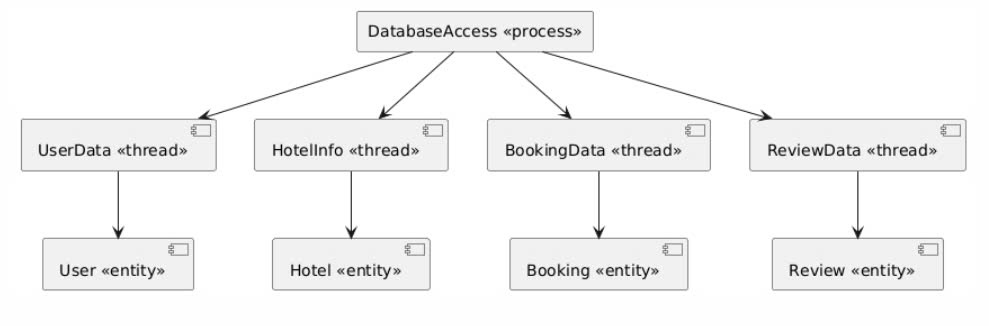 DatabaseAccess «process»
UserData «thread»
HotelInfo «thread»
BookingData «thread»
ReviewData «thread»
User «entity»
Hotel «entity»
Booking «entity»
Review «entity»